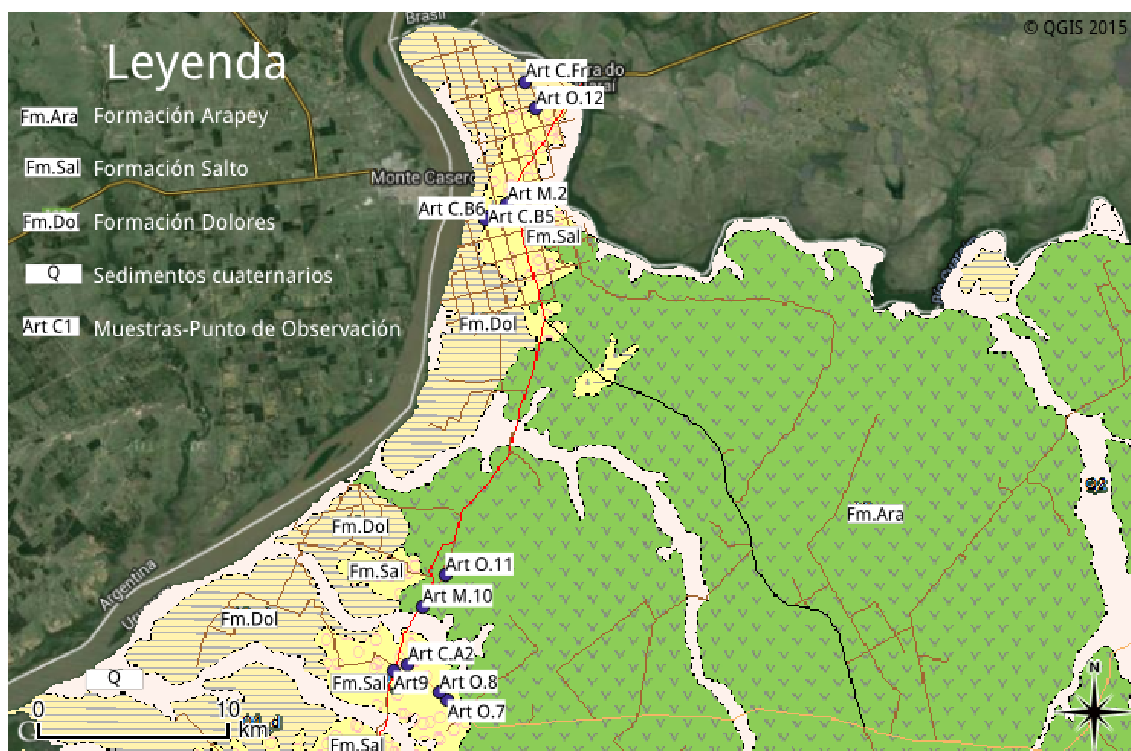 Brasil
© QGIS 2015
Leyenda
Fm.Ara Formación Arapey
Fm.Sal Formación Salto
Fm.Dol Formación Dolores
Q Sedimentos cuaternarios
Art C1 Muestras-Punto de Observación
Art C.Fr
ra do
Art O.12
Monte Casero
Art M.2
Art C.B6
Art C.B5
Fm.Sal
Fm.Dol
Fm.Ara
Fm.Dol
Fm.Sal
Art O.11
Argentina
Art M.10
Fm.Dol
Art C.A2
Q
Fm.Sal
Art9
Art O.8
Art O.7
N
0
10
km
Fm.Sal